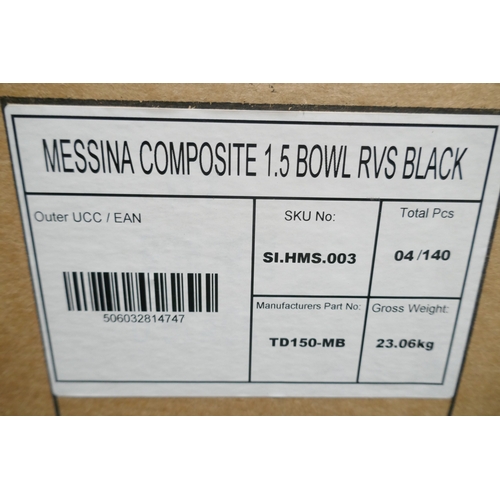 MESSINA COMPOSITE 1.5 BOWL RVS BLACK
Outer UCC / EAN
506032814747
SKU No:
SI.HMS.003
Total Pcs
04/140
Manufacturers Part No:
TD150-MB
Gross Weight:
23.06kg